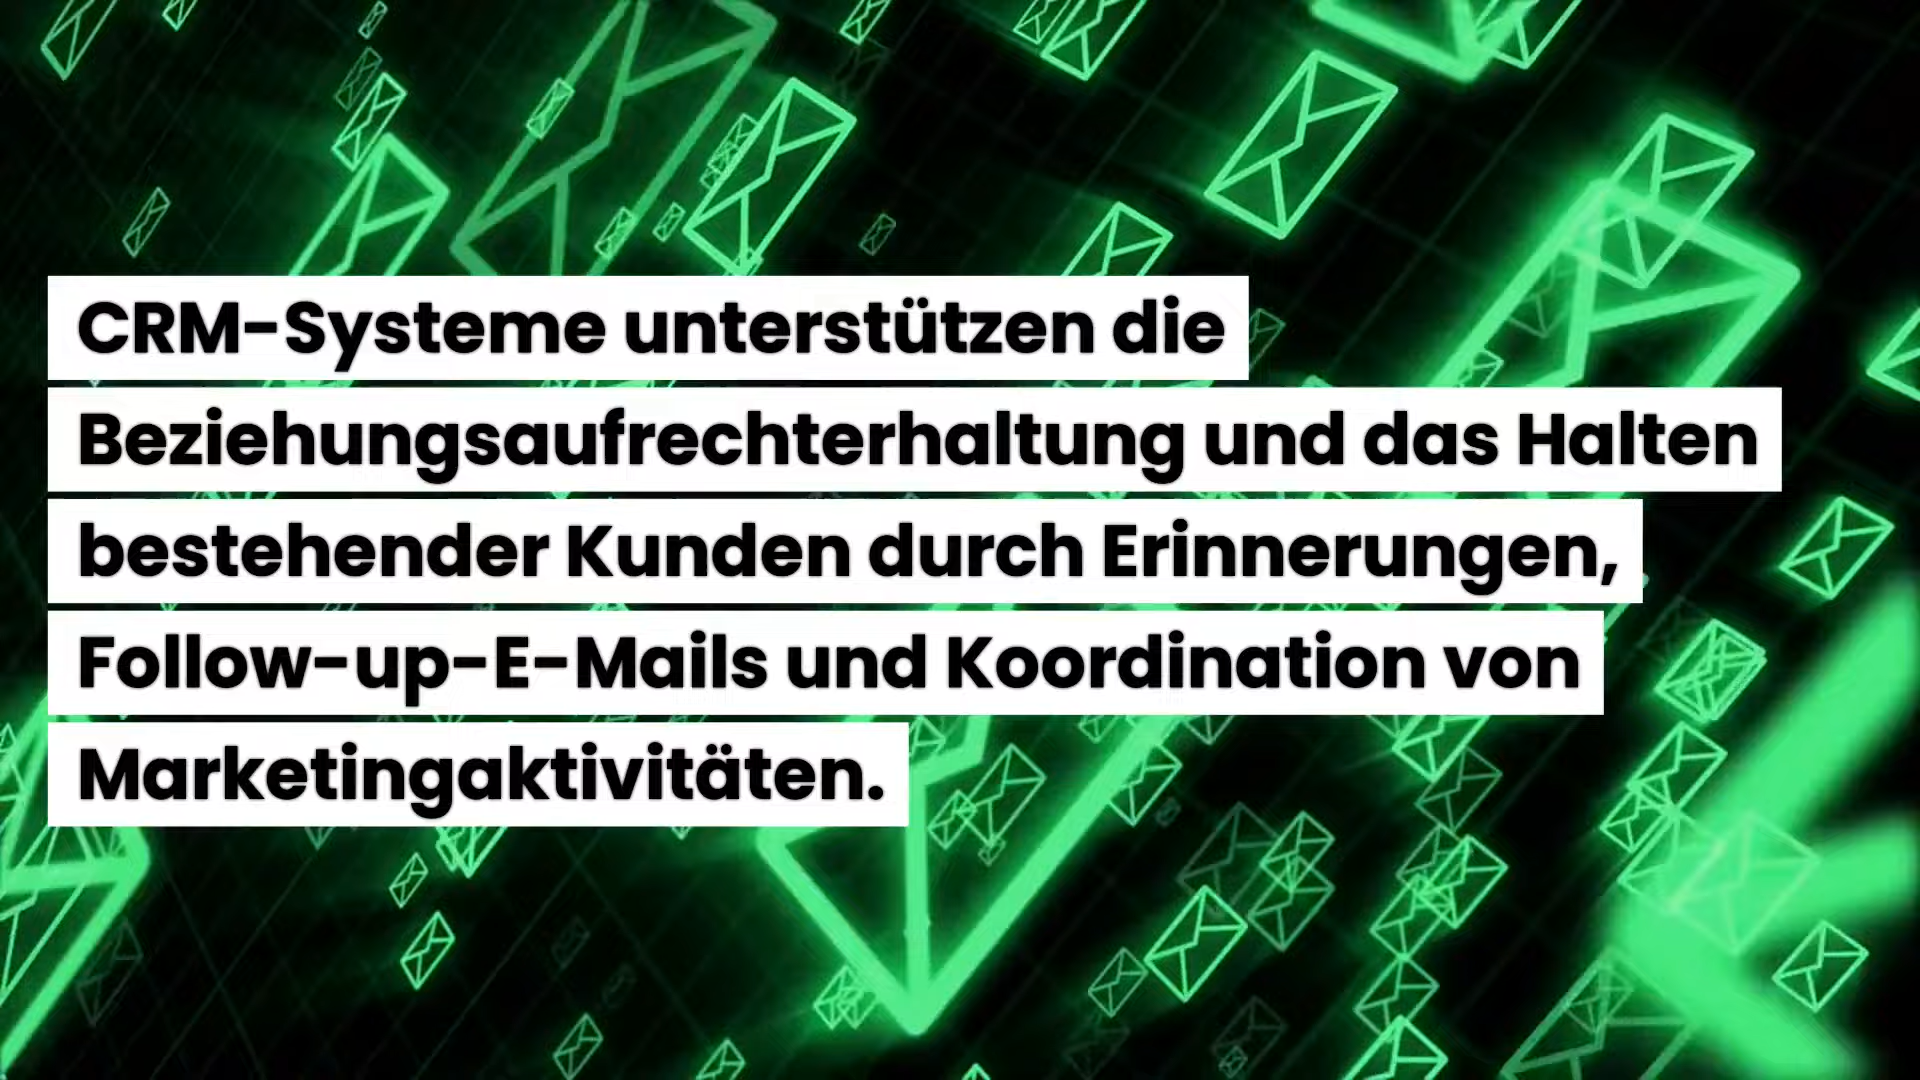 CRM-Systeme unterstützen die
Beziehungsaufrechterhaltung und das Halten
bestehender Kunden durch Erinnerungen,
Follow-up-E-Mails und Koordination von
Marketingaktivitäten.